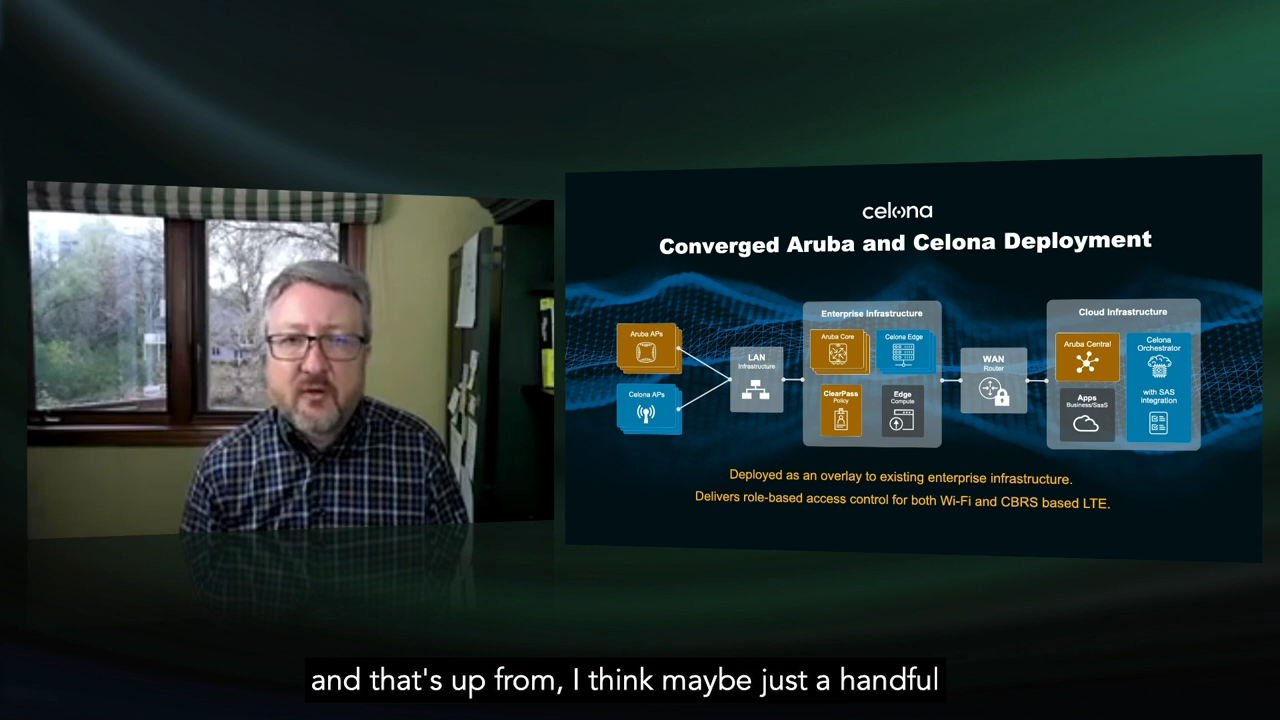 celona
Converged Aruba and Celona Deployment
Aruba APs
Celona APs
LAN
Infrastructure
Enterprise Infrastructure
Aruba Core
Celona Edge
ClearPass
Policy
Edge
Compute
WAN
Router
Cloud Infrastructure
Aruba Central
Apps
Business/SaaS
Celona
Orchestrator
with SAS
integration
Deployed as an overlay to existing enterprise infrastructure.
Delivers role-based access control for both Wi-Fi and CBRS based LTE.
and that's up from, I think maybe just a handful